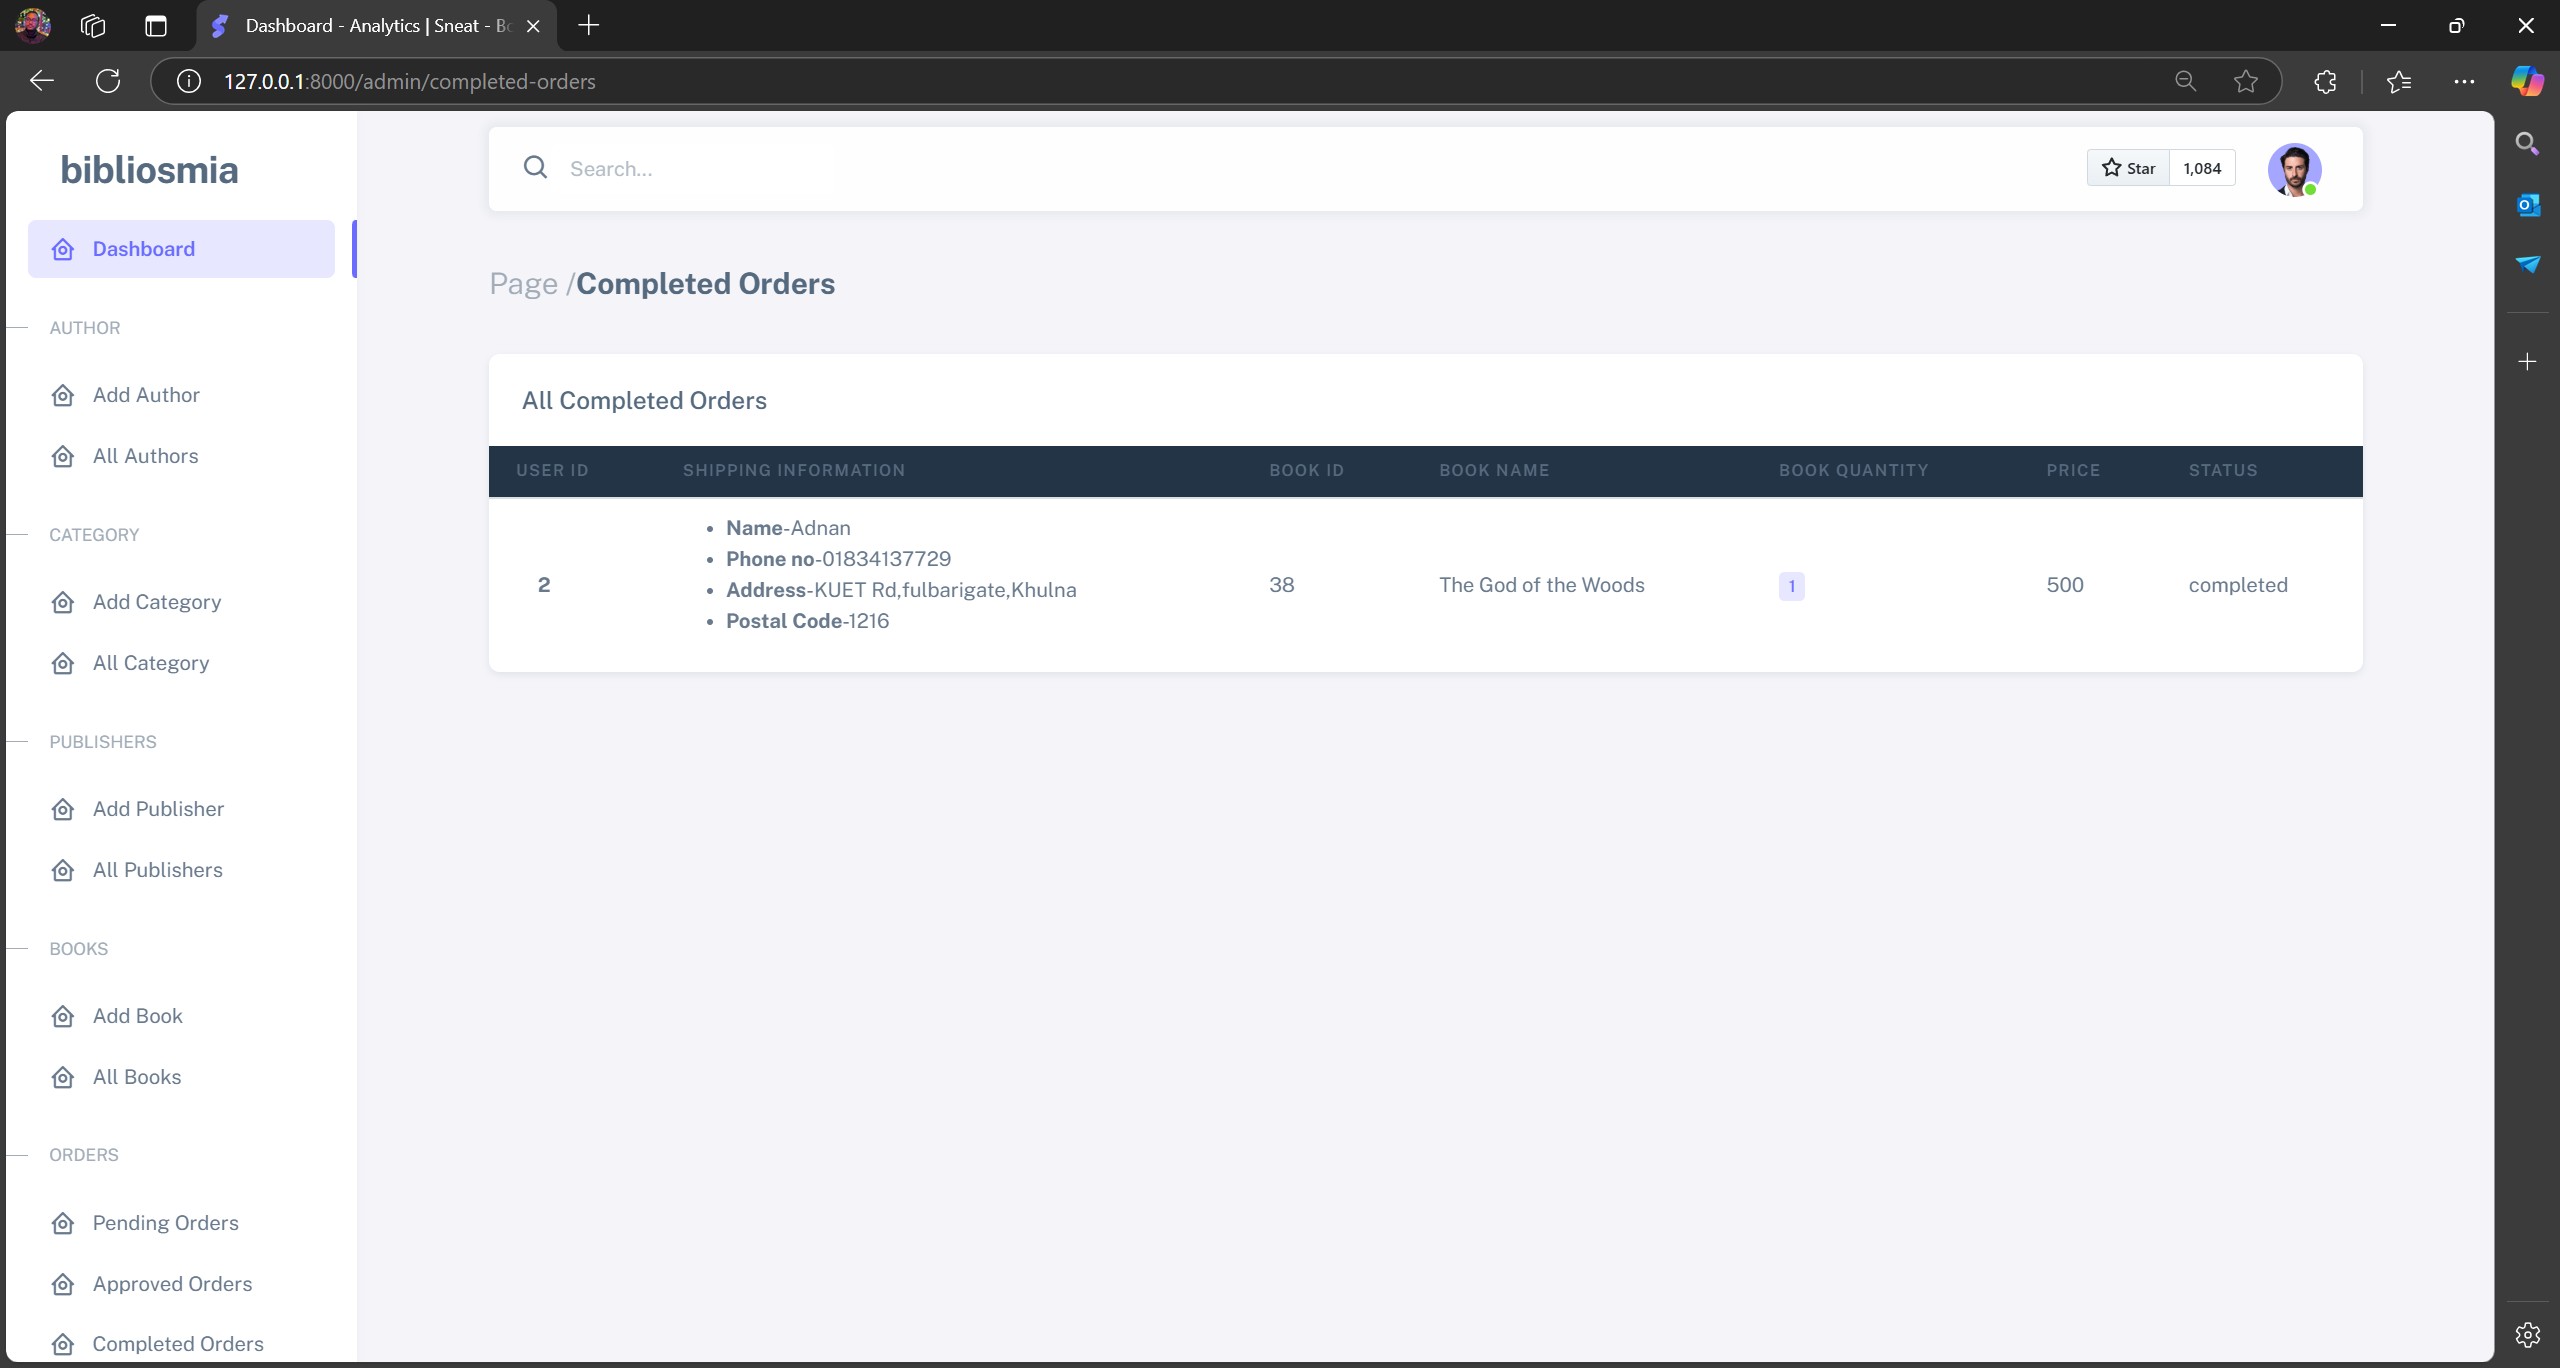 Dashboard - Analytics | Sneat - Bo
127.0.0.1:8000/admin/completed-orders
bibliosmia
Dashboard
AUTHOR
Add Author
All Authors
CATEGORY
Add Category
All Category
PUBLISHERS
Add Publisher
All Publishers
BOOKS
Add Book
All Books
ORDERS
Pending Orders
Approved Orders
Completed Orders
Search...
Star 1,084
Page /Completed Orders
All Completed Orders
USER ID SHIPPING INFORMATION BOOK ID BOOK NAME BOOK QUANTITY PRICE STATUS
• Name-Adnan
• Phone no-01834137729
• Address-KUET Rd,fulbarigate,Khulna
• Postal Code-1216
2 38 The God of the Woods 1 500 completed